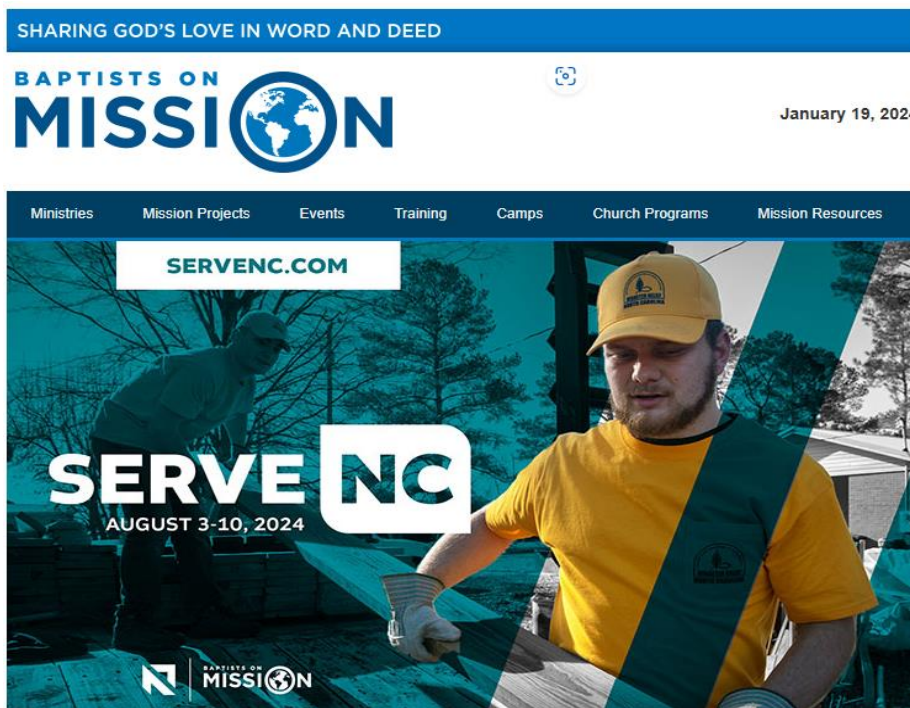 SHARING GOD'S LOVE IN WORD AND DEED
BAPTISTS ON
MISSION
January 19, 2024
Ministries Mission Projects Events Training Camps Church Programs Mission Resources
SERVENC.COM
SERVE NC
AUGUST 3-10, 2024
BAPTISTS ON
MISSION